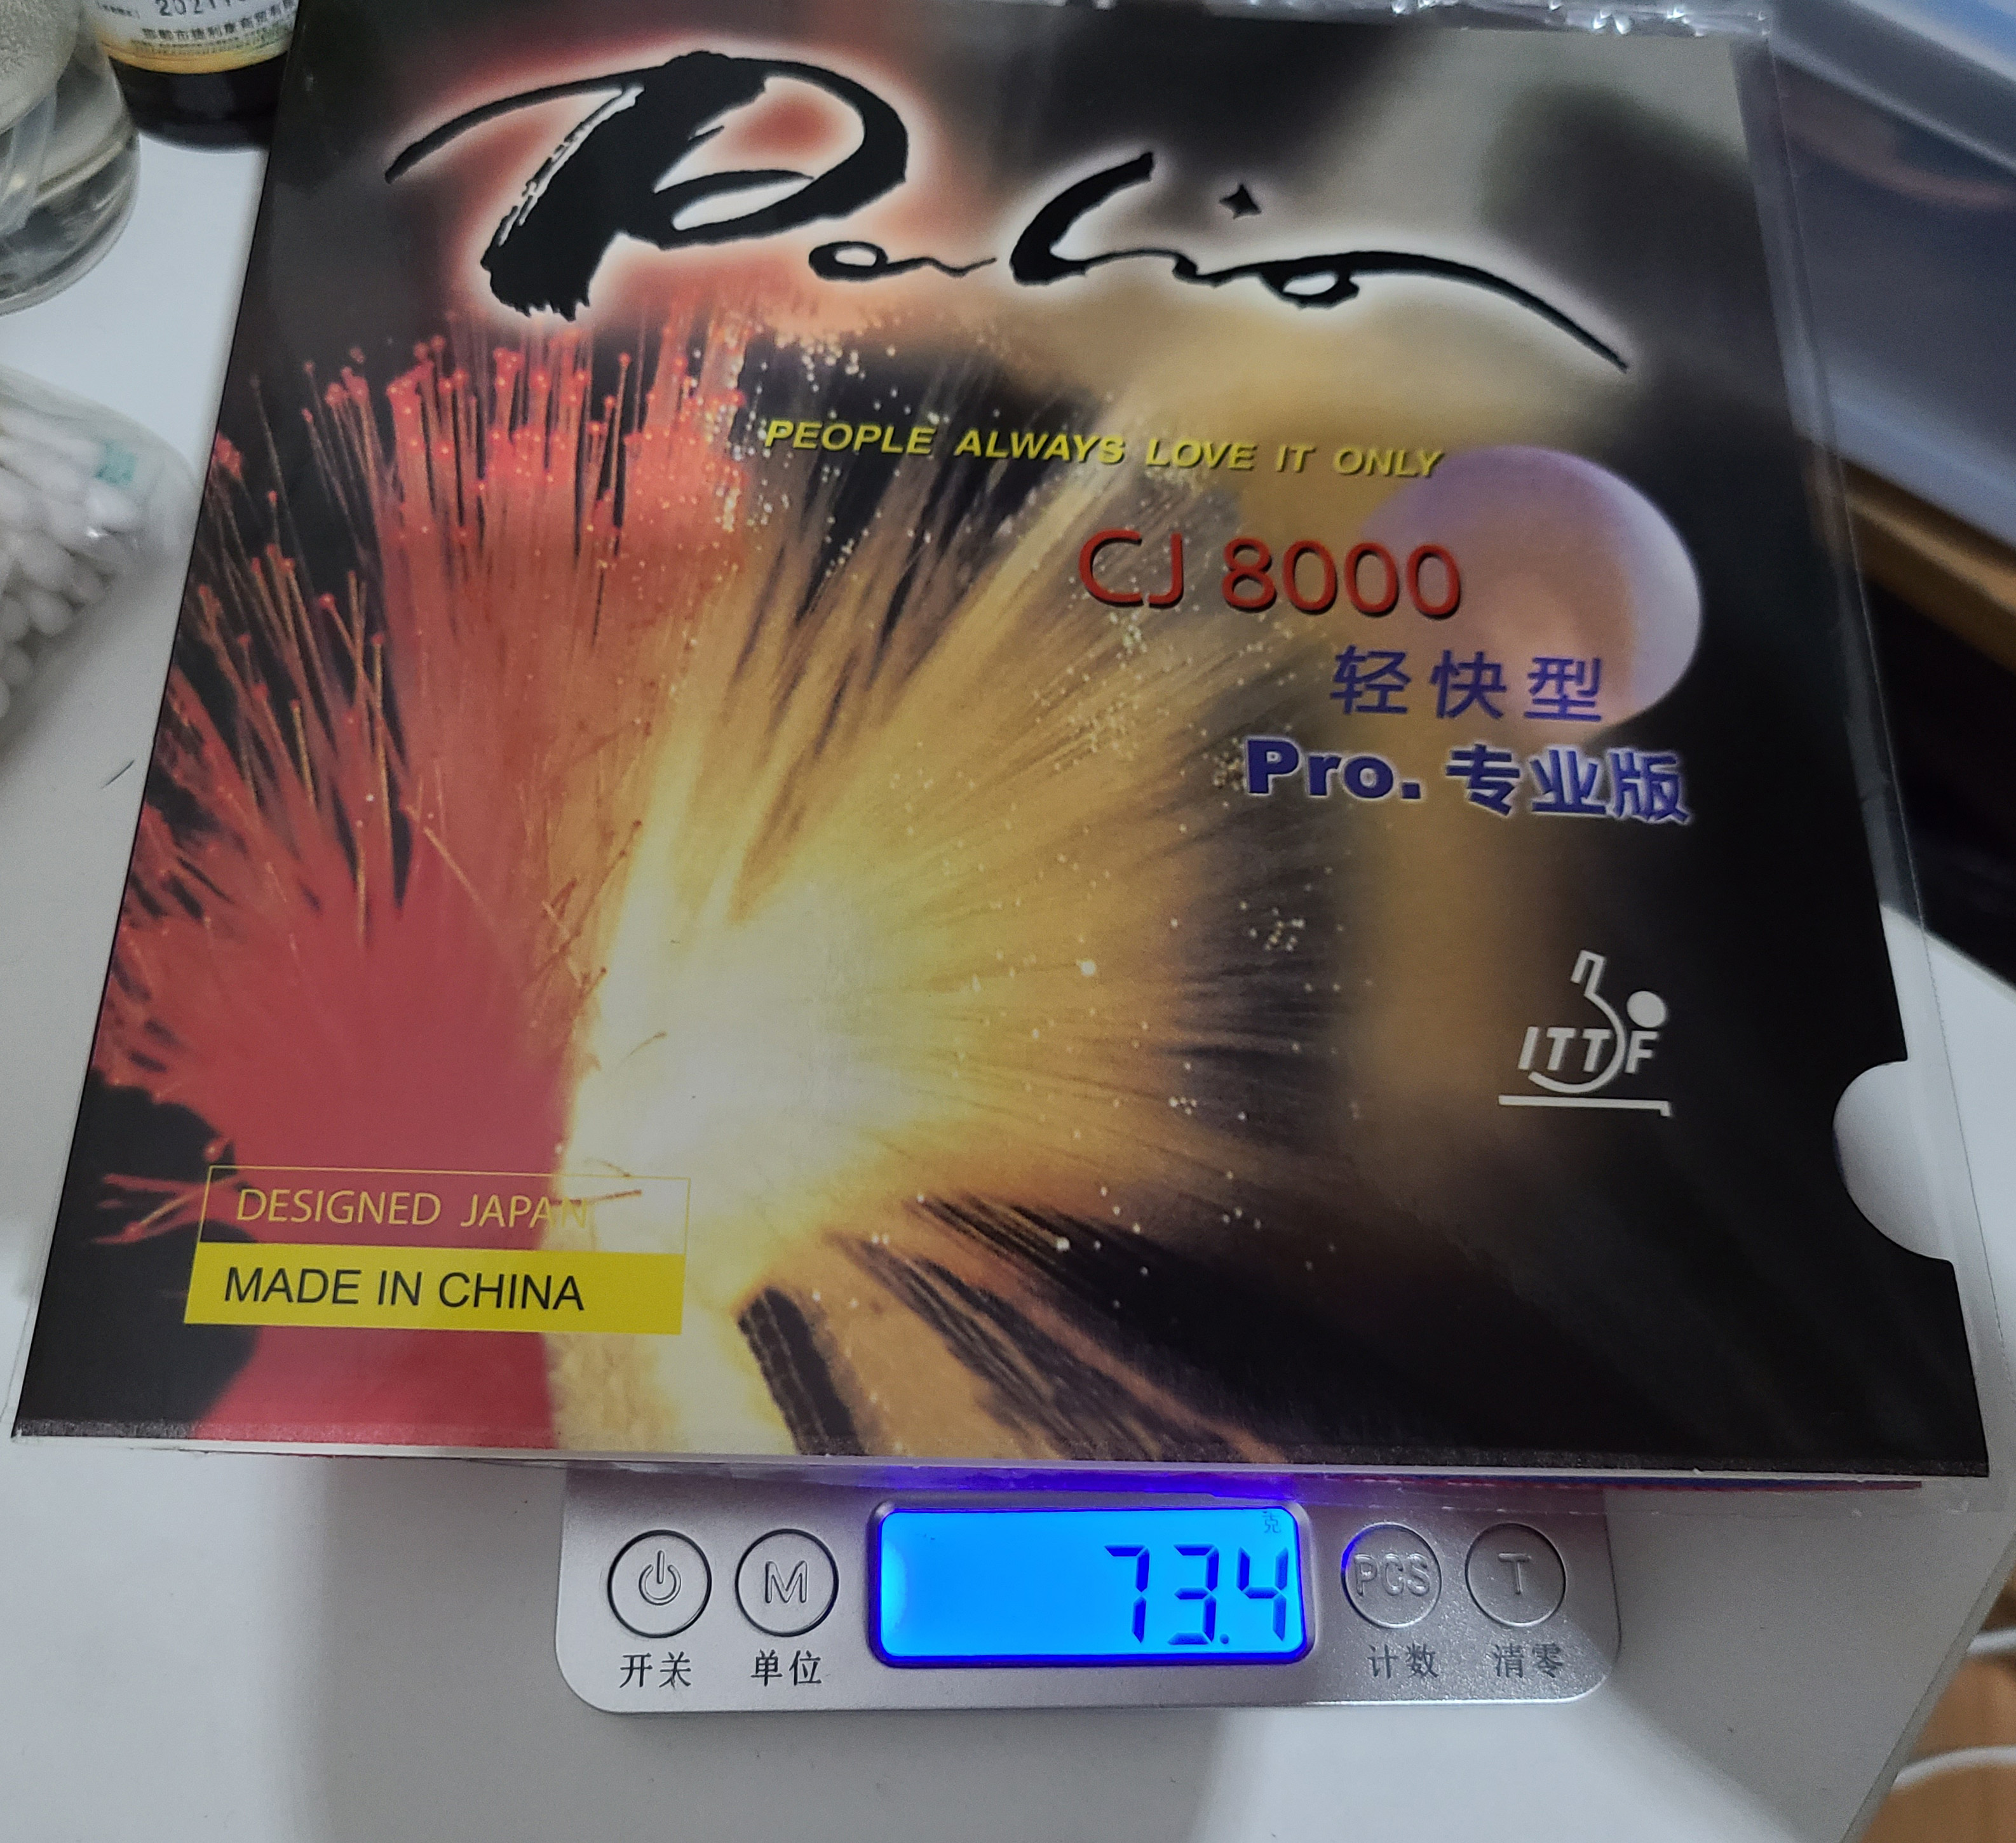 Palio
PEOPLE ALWAYS LOVE IT ONLY
CJ 8000
轻快型
Pro. 专业版
ITTF
DESIGNED JAPAN
MADE IN CHINA
克
73.4
M
PCS
T
开关
单位
计数
清零